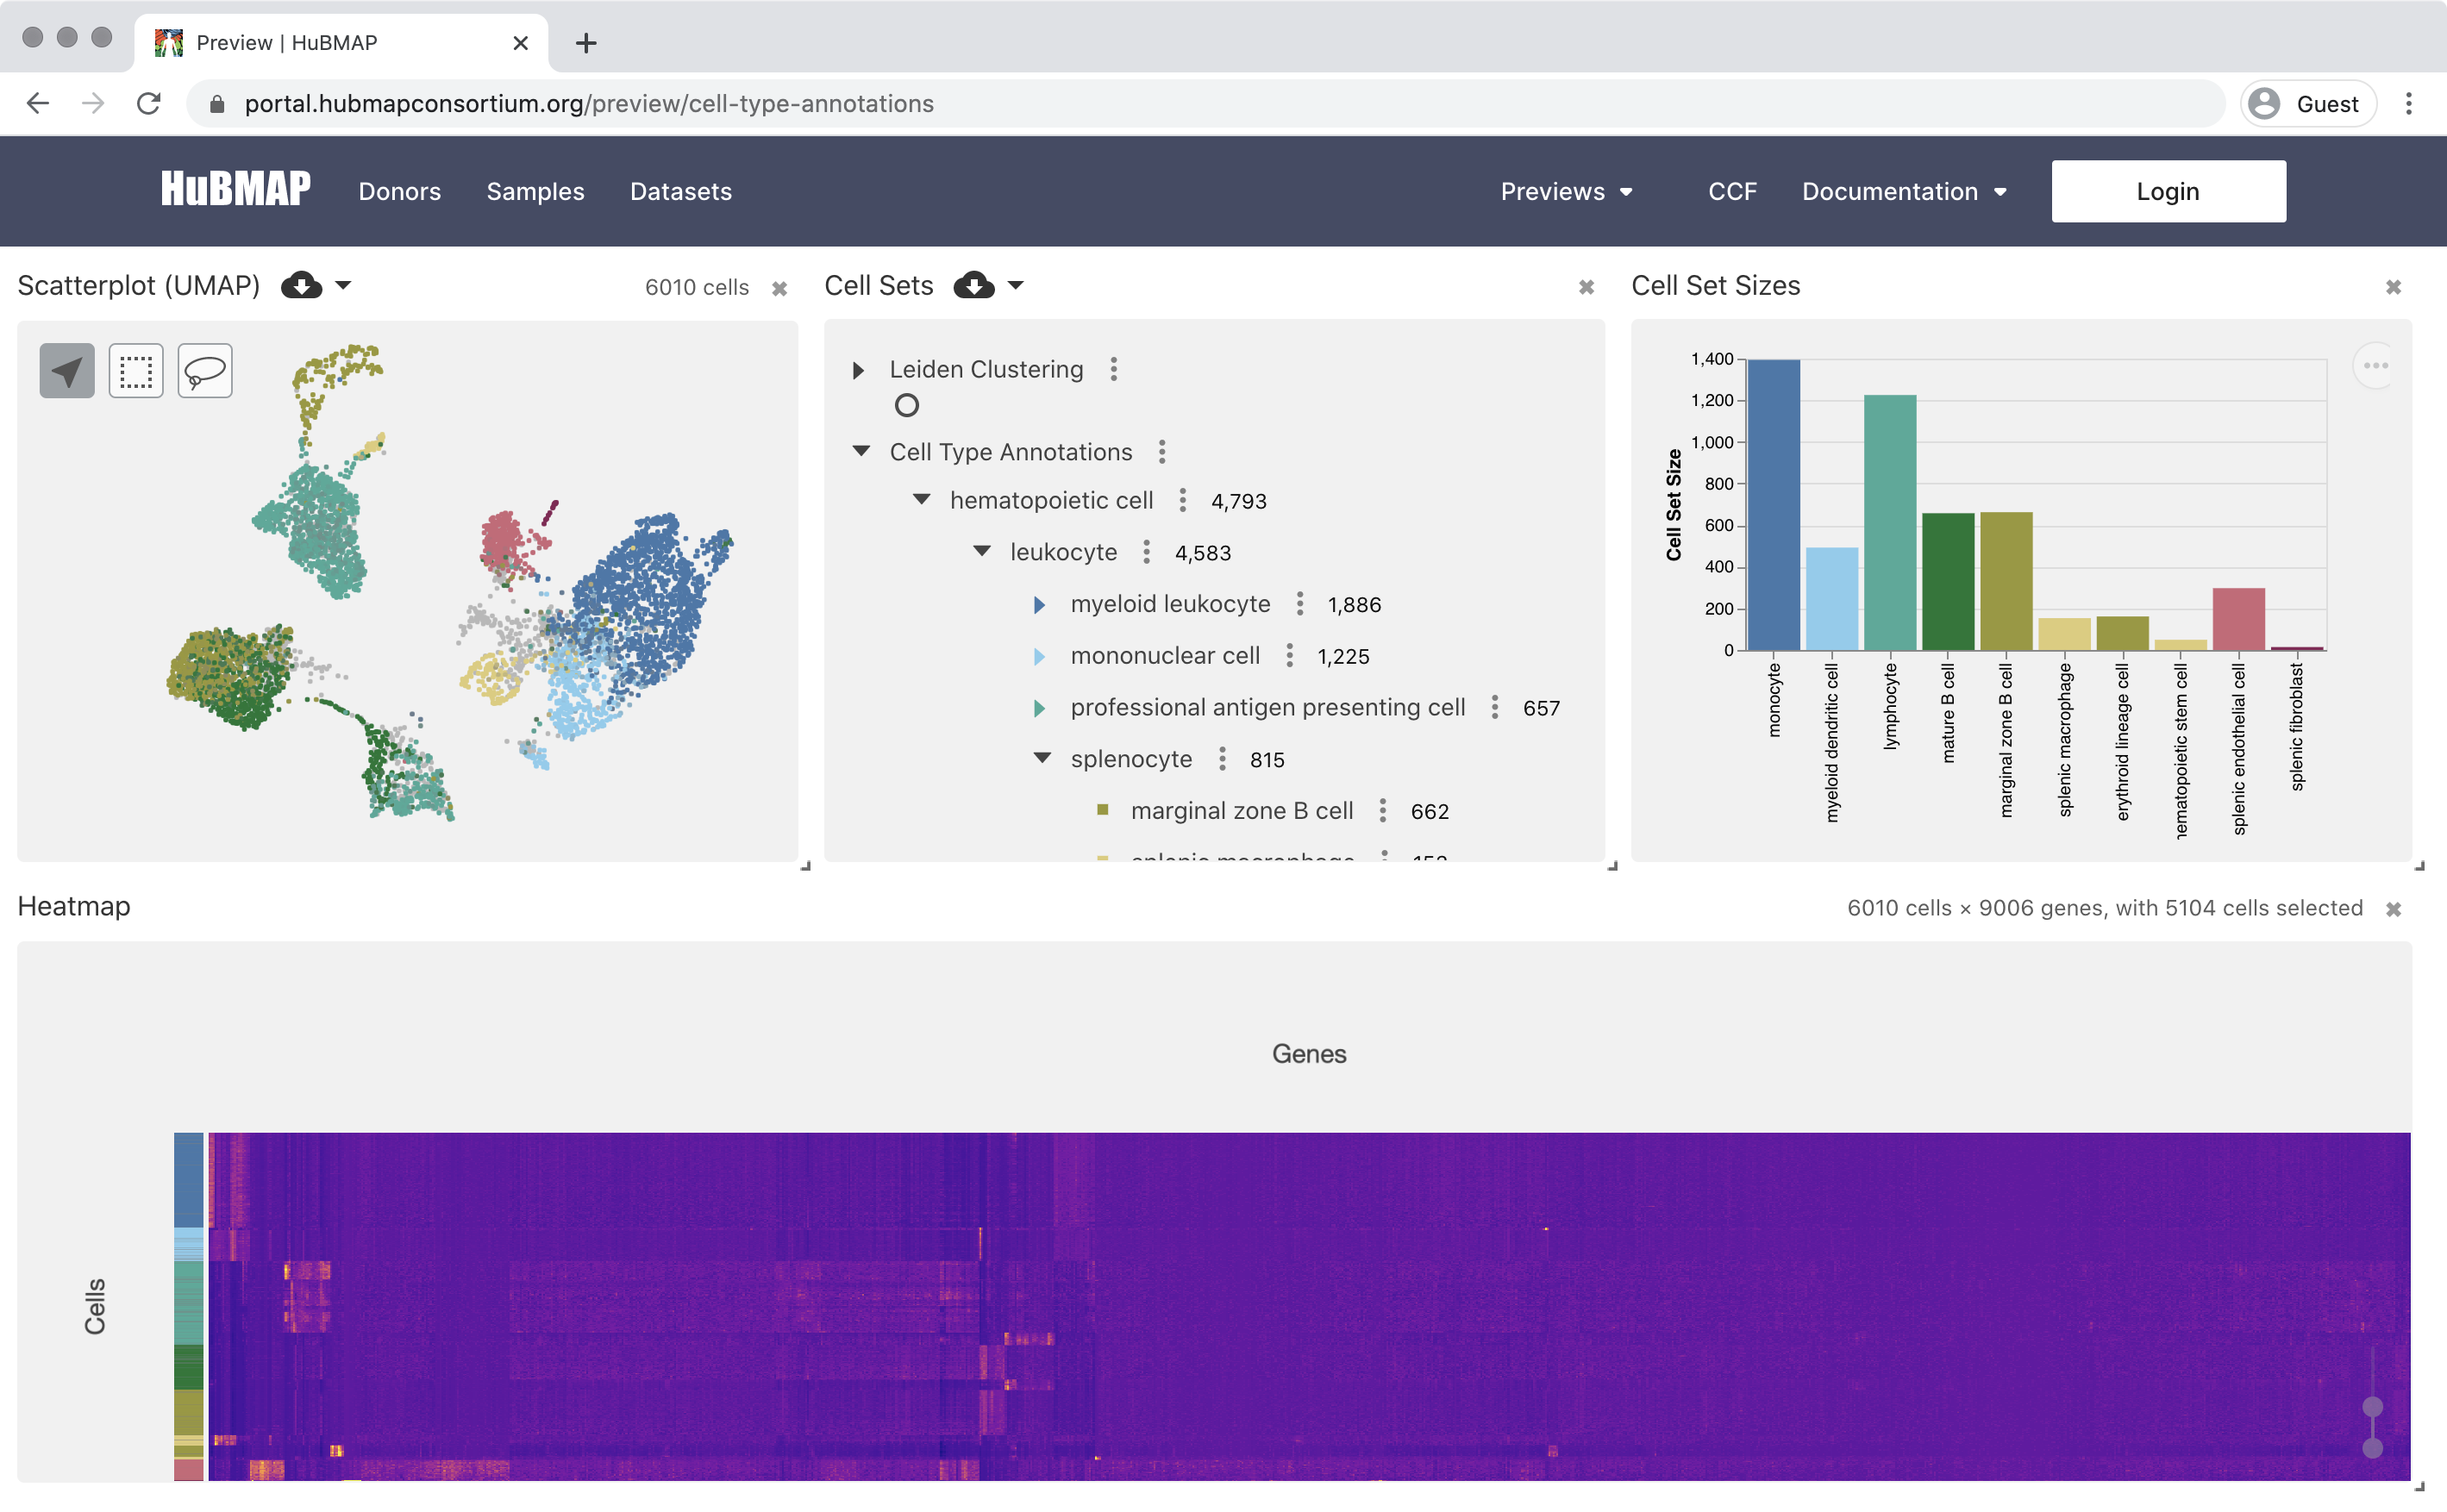 Preview | HuBMAP
portal.hubmapconsortium.org/preview/cell-type-annotations
Guest
HuBMAP
Donors
Samples
Datasets
Previews
CCF
Documentation
Login
Scatterplot (UMAP)
6010 cells
Cell Sets
Leiden Clustering
Cell Type Annotations
hematopoietic cell 4,793
leukocyte 4,583
myeloid leukocyte 1,886
mononuclear cell 1,225
professional antigen presenting cell 657
splenocyte 815
marginal zone B cell 662
splenic macrophage 153
Cell Set Sizes
Cell Set Size
1,400
1,200
1,000
800
600
400
200
0
monocyte
myeloid dendritic cell
lymphocyte
mature B cell
marginal zone B cell
splenic macrophage
erythroid lineage cell
hematopoietic stem cell
splenic endothelial cell
splenic fibroblast
Heatmap
6010 cells × 9006 genes, with 5104 cells selected
Genes
Cells